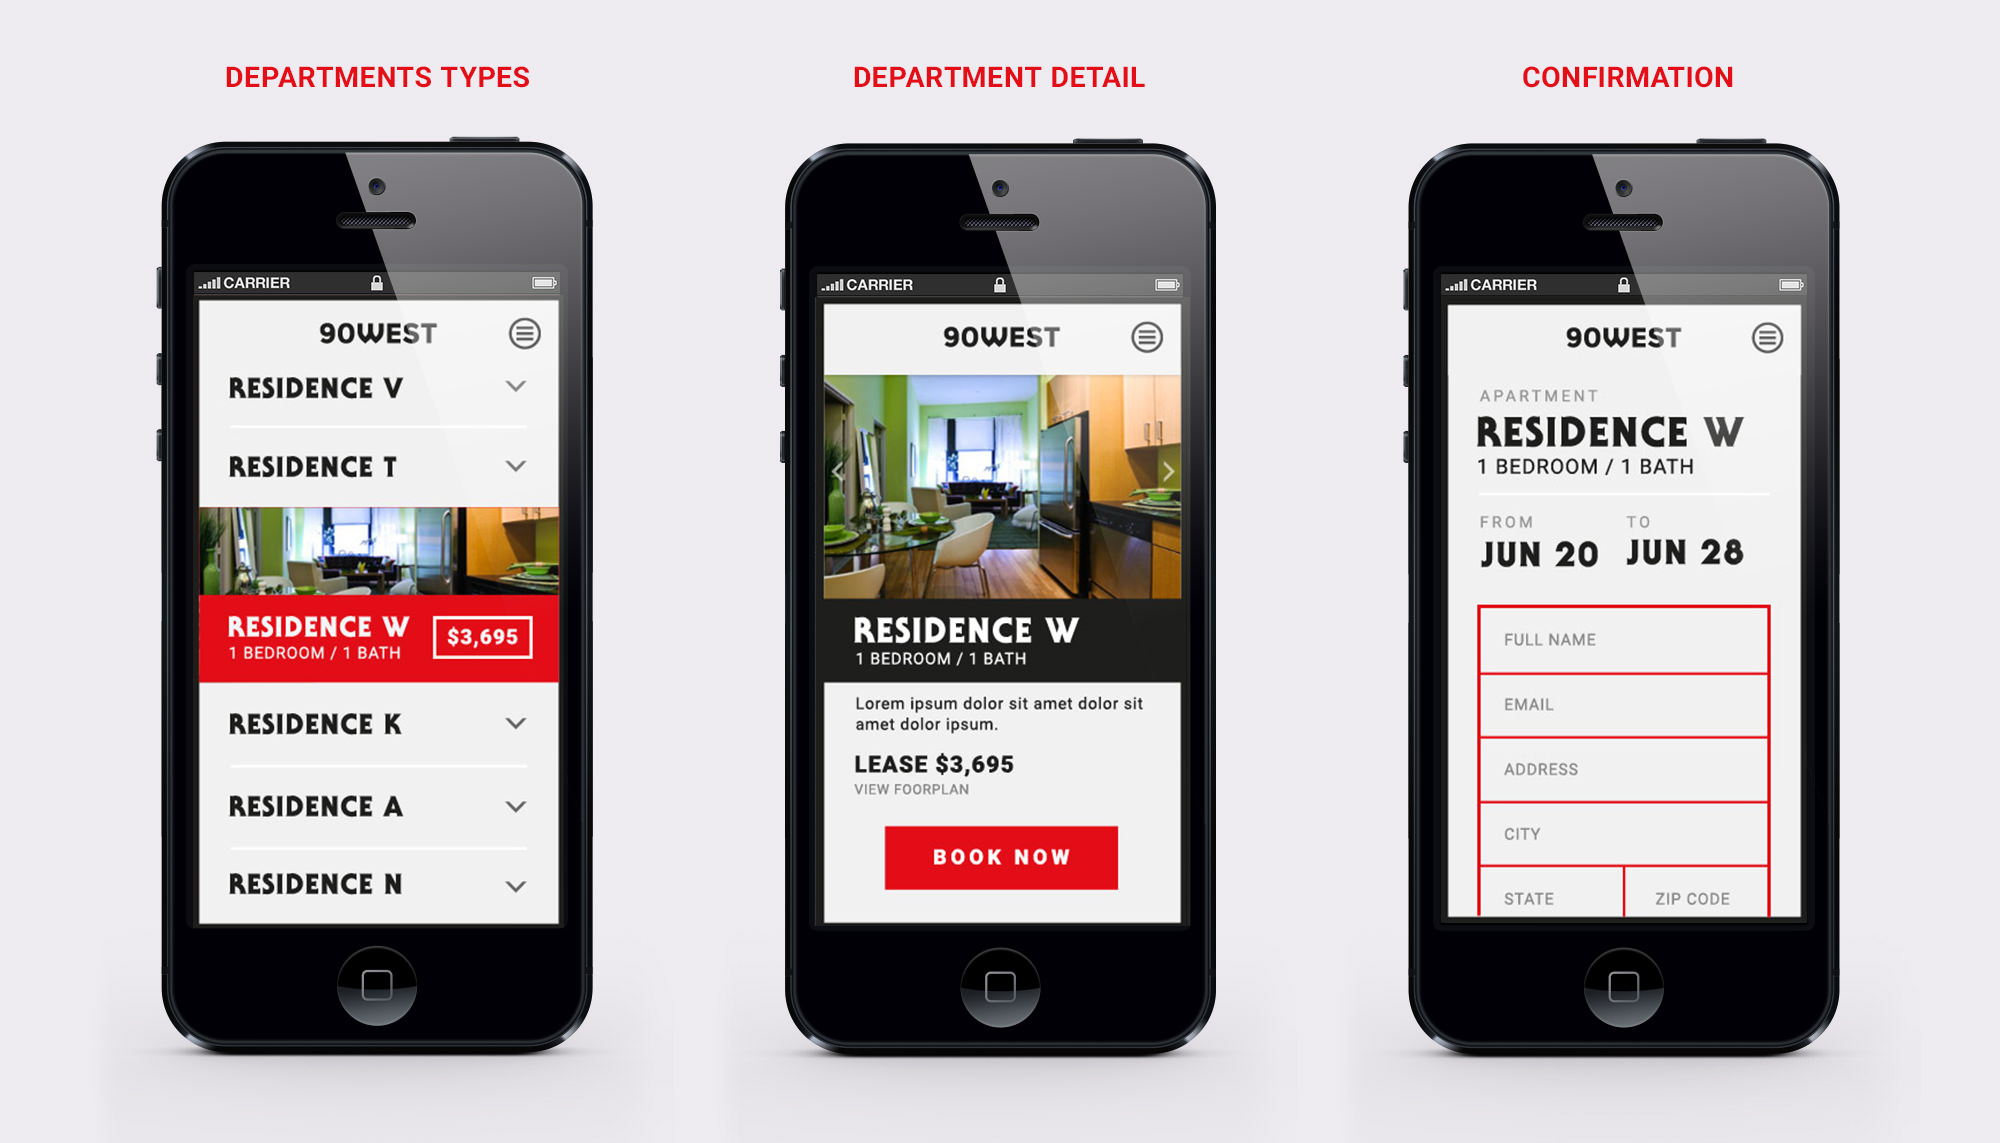 DEPARTMENTS TYPES
CARRIER
90WEST
RESIDENCE V
RESIDENCE T
RESIDENCE W
1 BEDROOM / 1 BATH
$3,695
RESIDENCE K
RESIDENCE A
RESIDENCE N
DEPARTMENT DETAIL
CARRIER
90WEST
RESIDENCE W
1 BEDROOM / 1 BATH
Lorem ipsum dolor sit amet dolor sit
amet dolor ipsum.
LEASE $3,695
VIEW FOORPLAN
BOOK NOW
CONFIRMATION
CARRIER
90WEST
APARTMENT
RESIDENCE W
1 BEDROOM / 1 BATH
FROM TO
JUN 20 JUN 28
FULL NAME
EMAIL
ADDRESS
CITY
STATE ZIP CODE